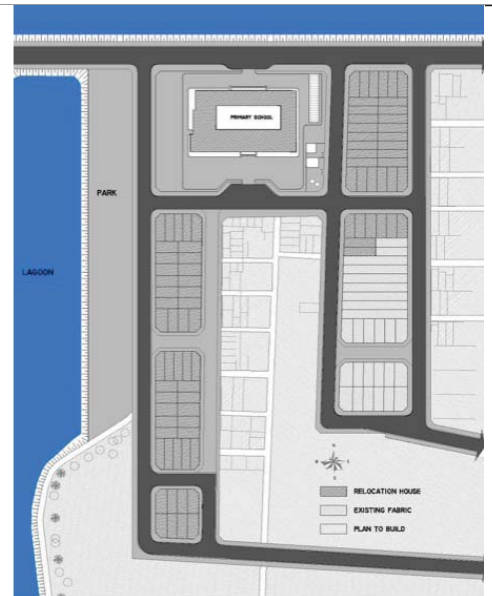 PRIMARY SCHOOL
PARK
LAGOON
N
S
RELOCATION HOUSE
EXISTING FABRIC
PLAN TO BUILD